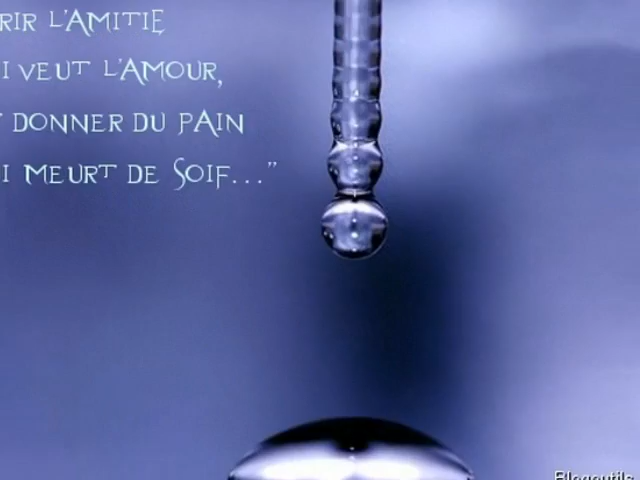 RIR L'AMITIE
I VEUT L'AMOUR,
DONNER DU PAIN
I MEURT DE SOIF..."